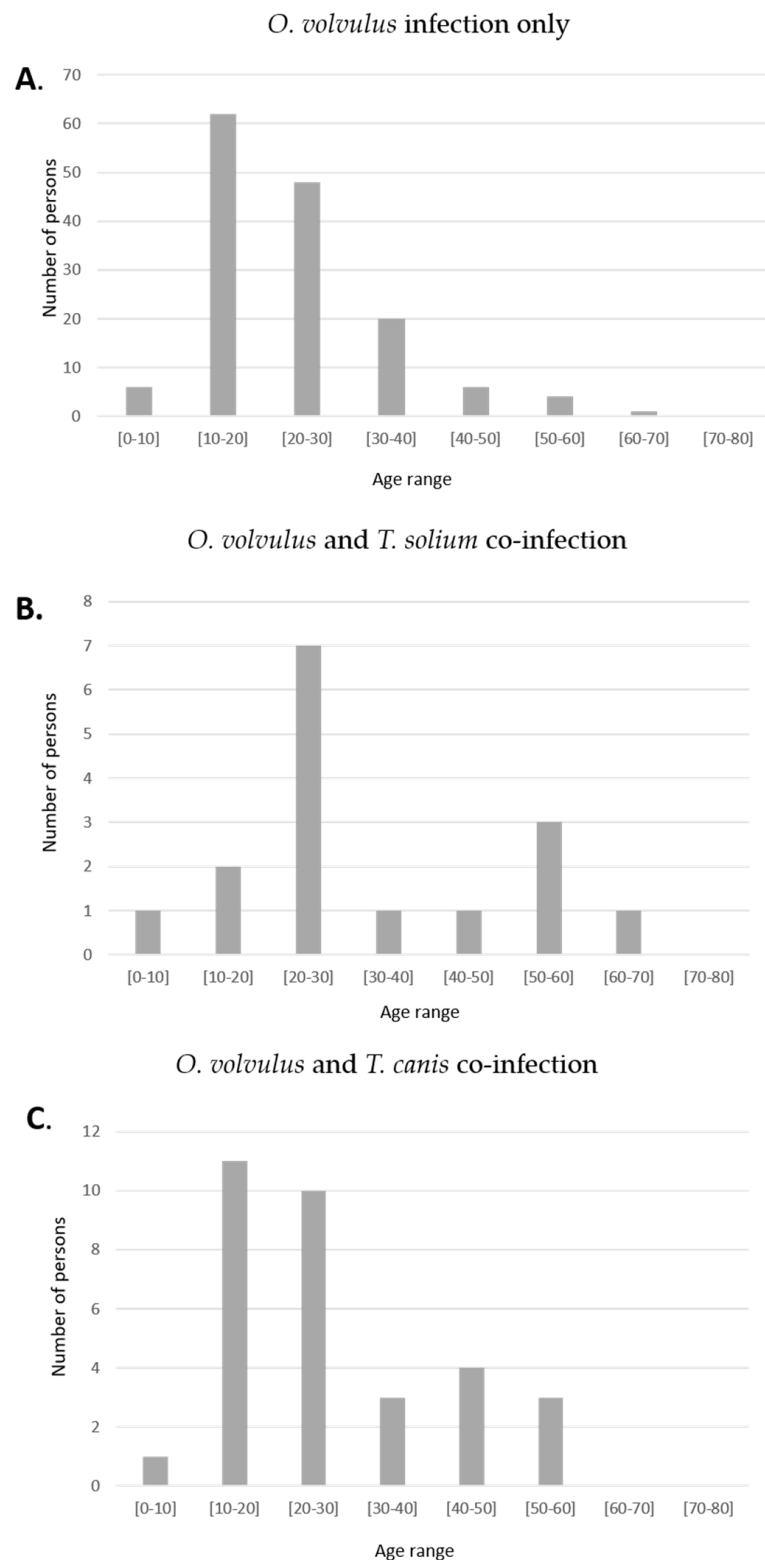 O. volvulus infection only
A.
Number of persons
70
60
50
40
30
20
10
0
[0-10] [10-20] [20-30] [30-40] [40-50] [50-60] [60-70] [70-80]
Age range
O. volvulus and T. solium co-infection
B.
Number of persons
8
7
6
5
4
3
2
1
0
[0-10] [10-20] [20-30] [30-40] [40-50] [50-60] [60-70] [70-80]
Age range
O. volvulus and T. canis co-infection
C.
Number of persons
12
10
8
6
4
2
0
[0-10] [10-20] [20-30] [30-40] [40-50] [50-60] [60-70] [70-80]
Age range